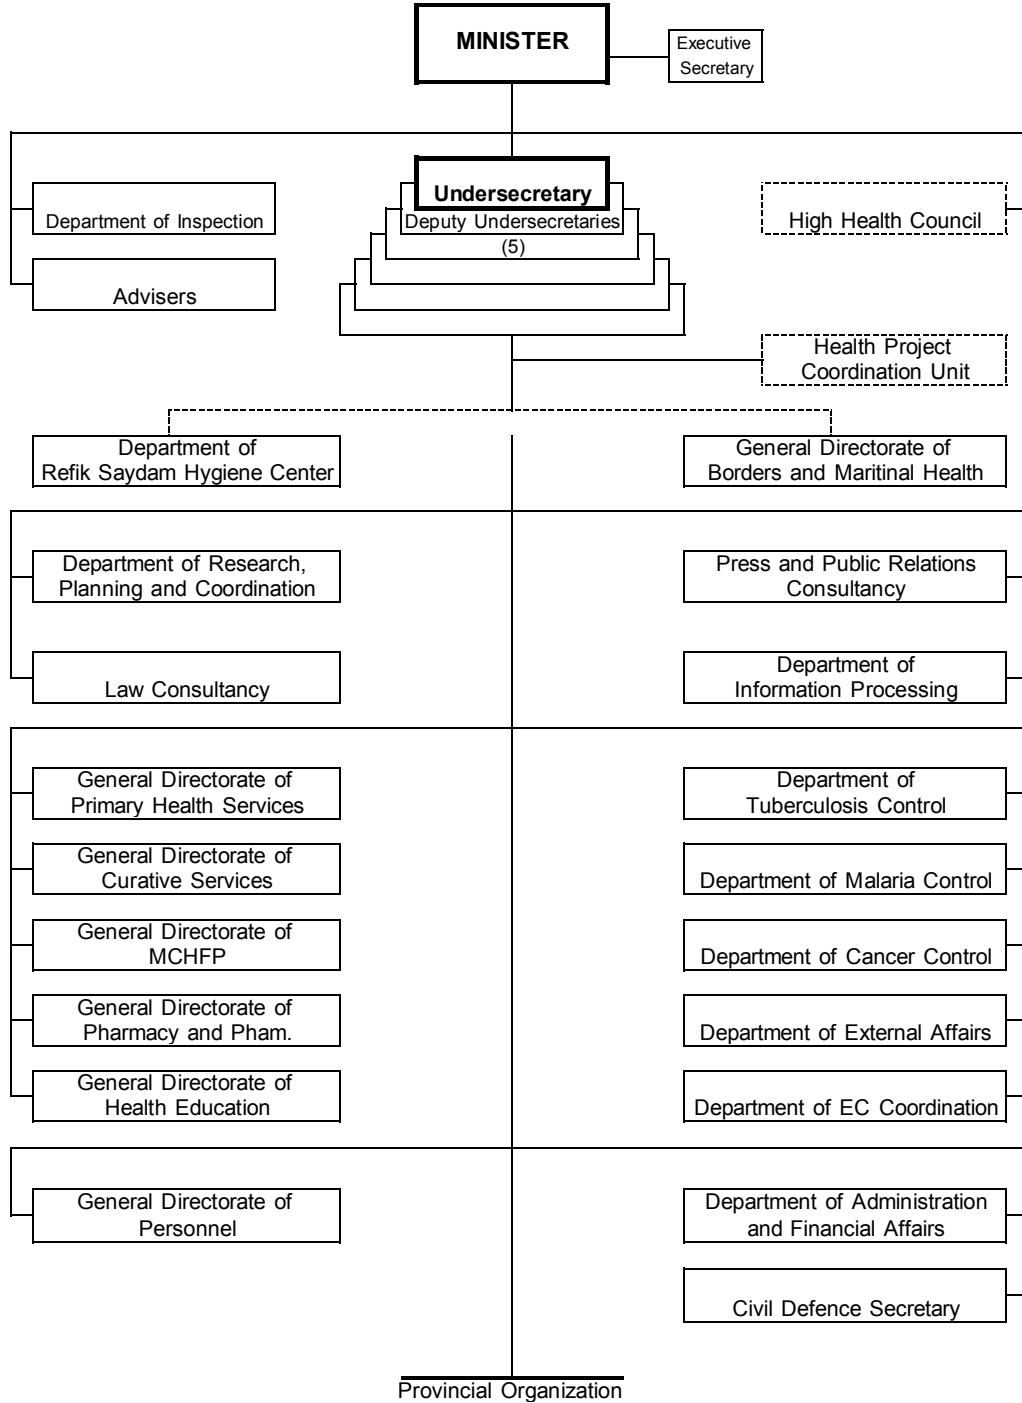 MINISTER
Executive
Secretary
Undersecretary
Deputy Undersecretaries
(5)
Department of Inspection
High Health Council
Advisers
Health Project
Coordination Unit
Department of
Refik Saydam Hygiene Center
General Directorate of
Borders and Maritinal Health
Department of Research,
Planning and Coordination
Press and Public Relations
Consultancy
Law Consultancy
Department of
Information Processing
General Directorate of
Primary Health Services
Department of
Tuberculosis Control
General Directorate of
Curative Services
Department of Malaria Control
General Directorate of
MCHFP
Department of Cancer Control
General Directorate of
Pharmacy and Pham.
Department of External Affairs
General Directorate of
Health Education
Department of EC Coordination
General Directorate of
Personnel
Department of Administration
and Financial Affairs
Civil Defence Secretary
Provincial Organization